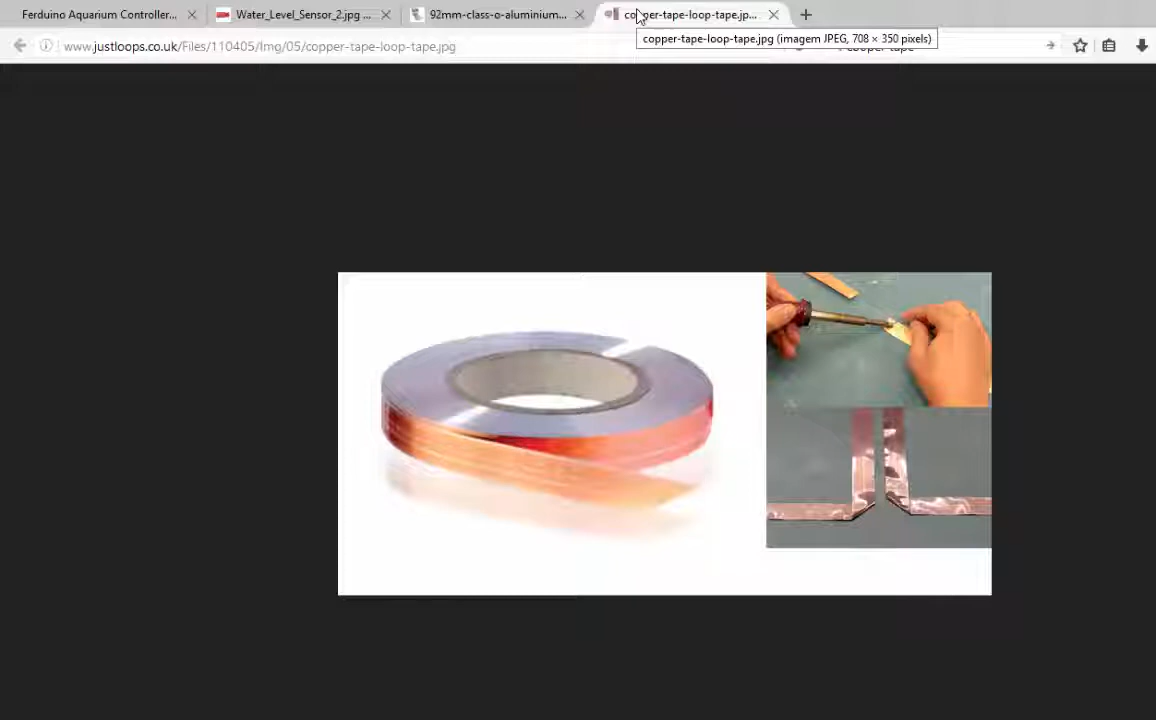 Ferduino Aquarium Controller...
Water_Level_Sensor_2.jpg ...
92mm-class-o-aluminium...
copper-tape-loop-tape.jp...
www.justloops.co.uk/Files/110405/Img/05/copper-tape-loop-tape.jpg
copper-tape-loop-tape.jpg (imagem JPEG, 708 × 350 pixels)